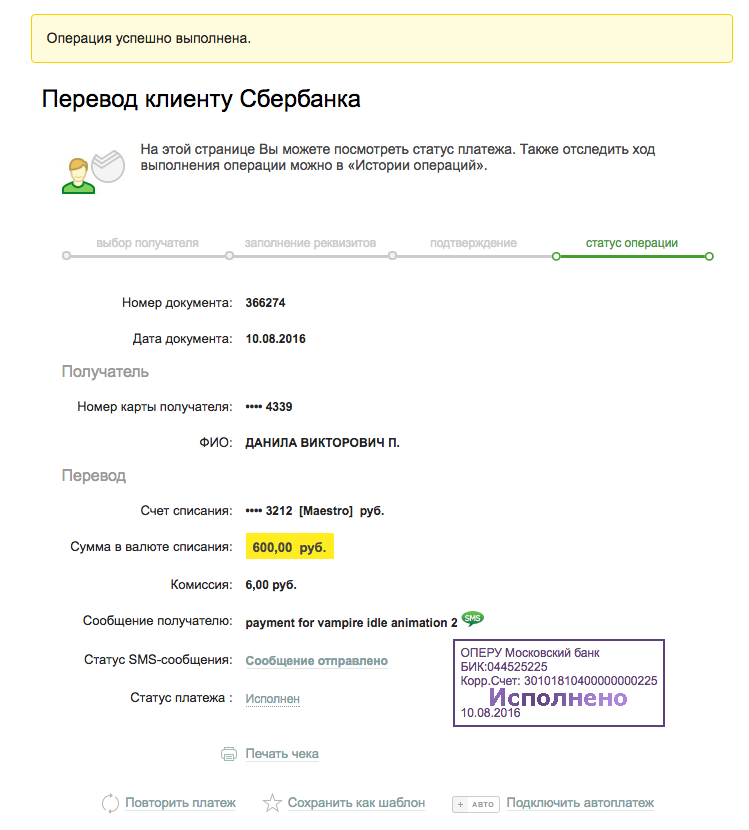 Операция успешно выполнена.
Перевод клиенту Сбербанка
На этой странице Вы можете посмотреть статус платежа. Также отследить ход
выполнения операции можно в «Истории операций».
выбор получателя заполнение реквизитов подтверждение статус операции
Номер документа: 366274
Дата документа: 10.08.2016
Получатель
Номер карты получателя: •••• 4339
ФИО: ДАНИЛА ВИКТОРОВИЧ П.
Перевод
Счет списания: •••• 3212 [Maestro] руб.
Сумма в валюте списания: 600,00 руб.
Комиссия: 6,00 руб.
Сообщение получателю: payment for vampire idle animation 2 SMS
Статус SMS-сообщения: Сообщение отправлено
Статус платежа : Исполнен
ОПЕРУ Московский банк
БИК:044525225
Корр.Счет: 30101810400000000225
Исполнено
10.08.2016
Печать чека
Повторить платеж Сохранить как шаблон + АВТО Подключить автоплатеж